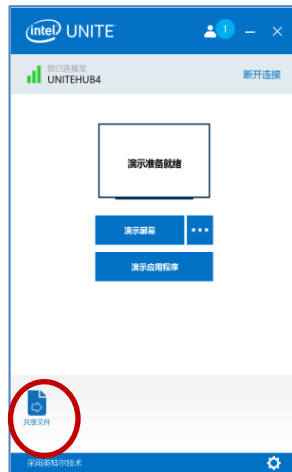 intel UNITE
1
您已连接至
UNITEHUB4
断开连接
演示准备就绪
演示屏幕
演示应用程序
共享文件
采用英特尔技术